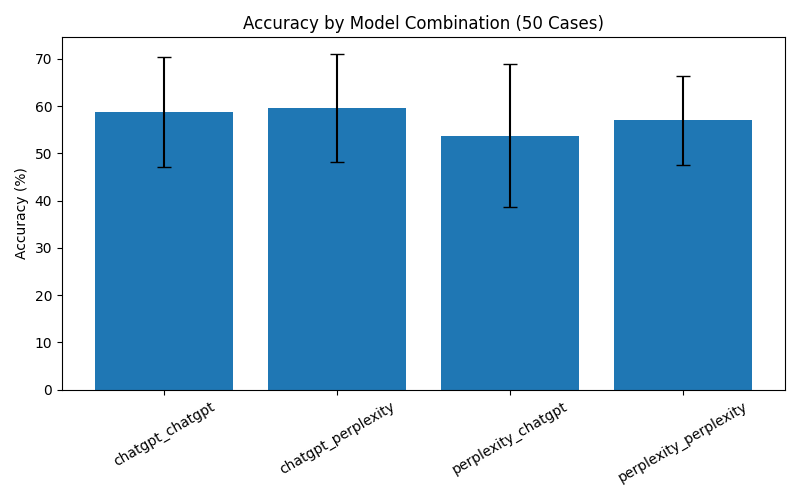 Accuracy by Model Combination (50 Cases)
Accuracy (%)
70
60
50
40
30
20
10
0
chatgpt_chatgpt
chatgpt_perplexity
perplexity_chatgpt
perplexity_perplexity